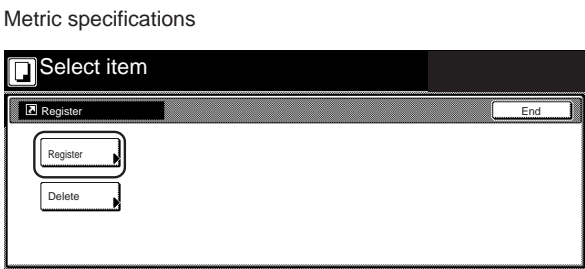 Metric specifications
Select item
Register
End
Register
Delete